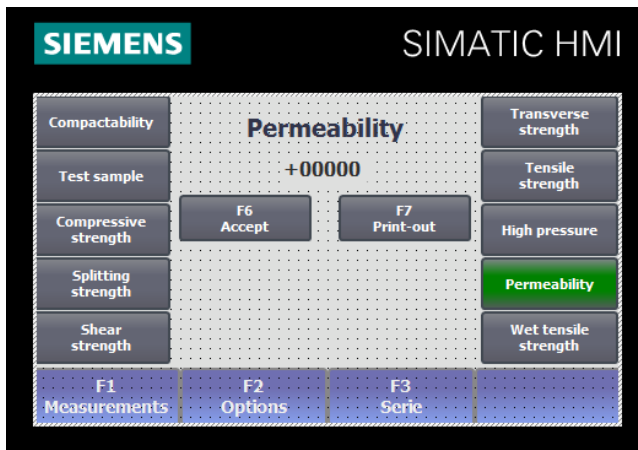 SIEMENS
SIMATIC HMI
Compactability
Test sample
Compressive
strength
Splitting
strength
Shear
strength
Permeability
+00000
F6
Accept
F7
Print-out
Transverse
strength
Tensile
strength
High pressure
Permeability
Wet tensile
strength
F1
Measurements
F2
Options
F3
Serie